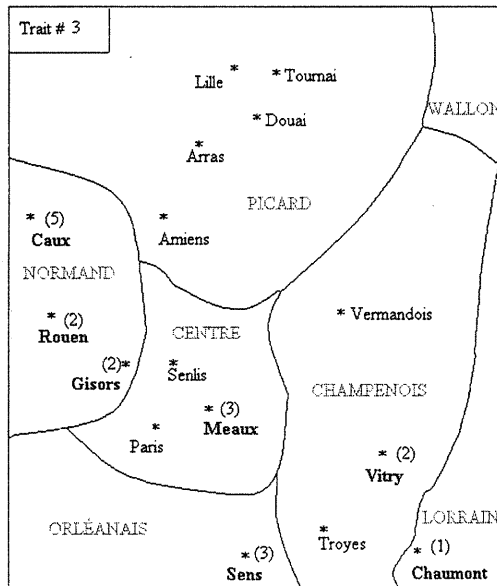 Trait # 3
Lille * * Tournai
WALLON
* Douai
*
Arras
PICARD
* (5)
Caux
*
Amiens
NORMAND
* (2)
Rouen
CENTRE
* Vermandois
(2) *
Gisors
*
Senlis
CHAMPENOIS
* (3)
Meaux
*
Paris
* (2)
Vitry
ORLÉANAIS
*
Troyes
LORRAIN
* (3)
Sens
* (1)
Chaumont